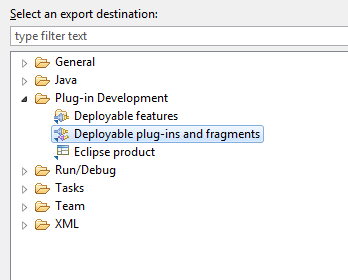 Select an export destination:
type filter text
General
Java
Plug-in Development
Deployable features
Deployable plug-ins and fragments
Eclipse product
Run/Debug
Tasks
Team
XML